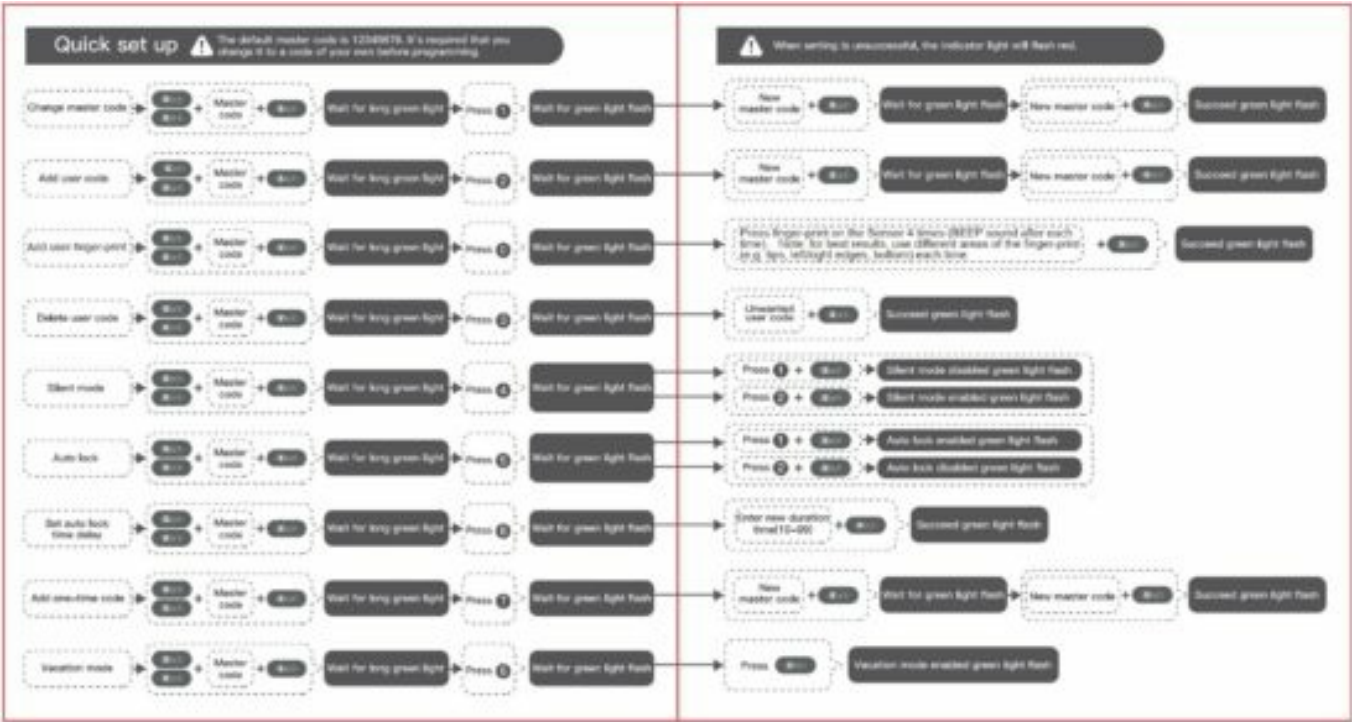 Quick set up
The default master code is 12345678. It's required that you
change it to a code of your own before programming.
When setting is unsuccessful, the indicator light will flash red.
Change master code
Master
code
+
Wait for long green light
Press 1
Wait for green light flash
New
master code
+
Wait for green light flash
New master code
+
Succeed green light flash
Add user code
Master
code
+
Wait for long green light
Press 2
Wait for green light flash
New
master code
+
Wait for green light flash
New master code
+
Succeed green light flash
Add user finger-print
Master
code
+
Wait for long green light
Press
Wait for green light flash
Press finger-print on the Sensor 4 times (BEEP sound after each
time). Note: for best results, use different areas of the finger-print
(e.g. tips, left/right edges, bottom) each time
+
Succeed green light flash
Delete user code
Master
code
+
Wait for long green light
Press 3
Wait for green light flash
Unwanted
user code
+
Succeed green light flash
Silent mode
Master
code
+
Wait for long green light
Press 4
Wait for green light flash
Press 1 +
Silent mode disabled green light flash
Press 2 +
Silent mode enabled green light flash
Auto lock
Master
code
+
Wait for long green light
Press
Wait for green light flash
Press 1 +
Auto lock enabled green light flash
Press 2 +
Auto lock disabled green light flash
Set auto lock
time delay
Master
code
+
Wait for long green light
Press
Wait for green light flash
Enter new duration
time(10~99)
+
Succeed green light flash
Add one-time code
Master
code
+
Wait for long green light
Press 7
Wait for green light flash
New
master code
+
Wait for green light flash
New master code
+
Succeed green light flash
Vacation mode
Master
code
+
Wait for long green light
Press
Wait for green light flash
Press
Vacation mode enabled green light flash